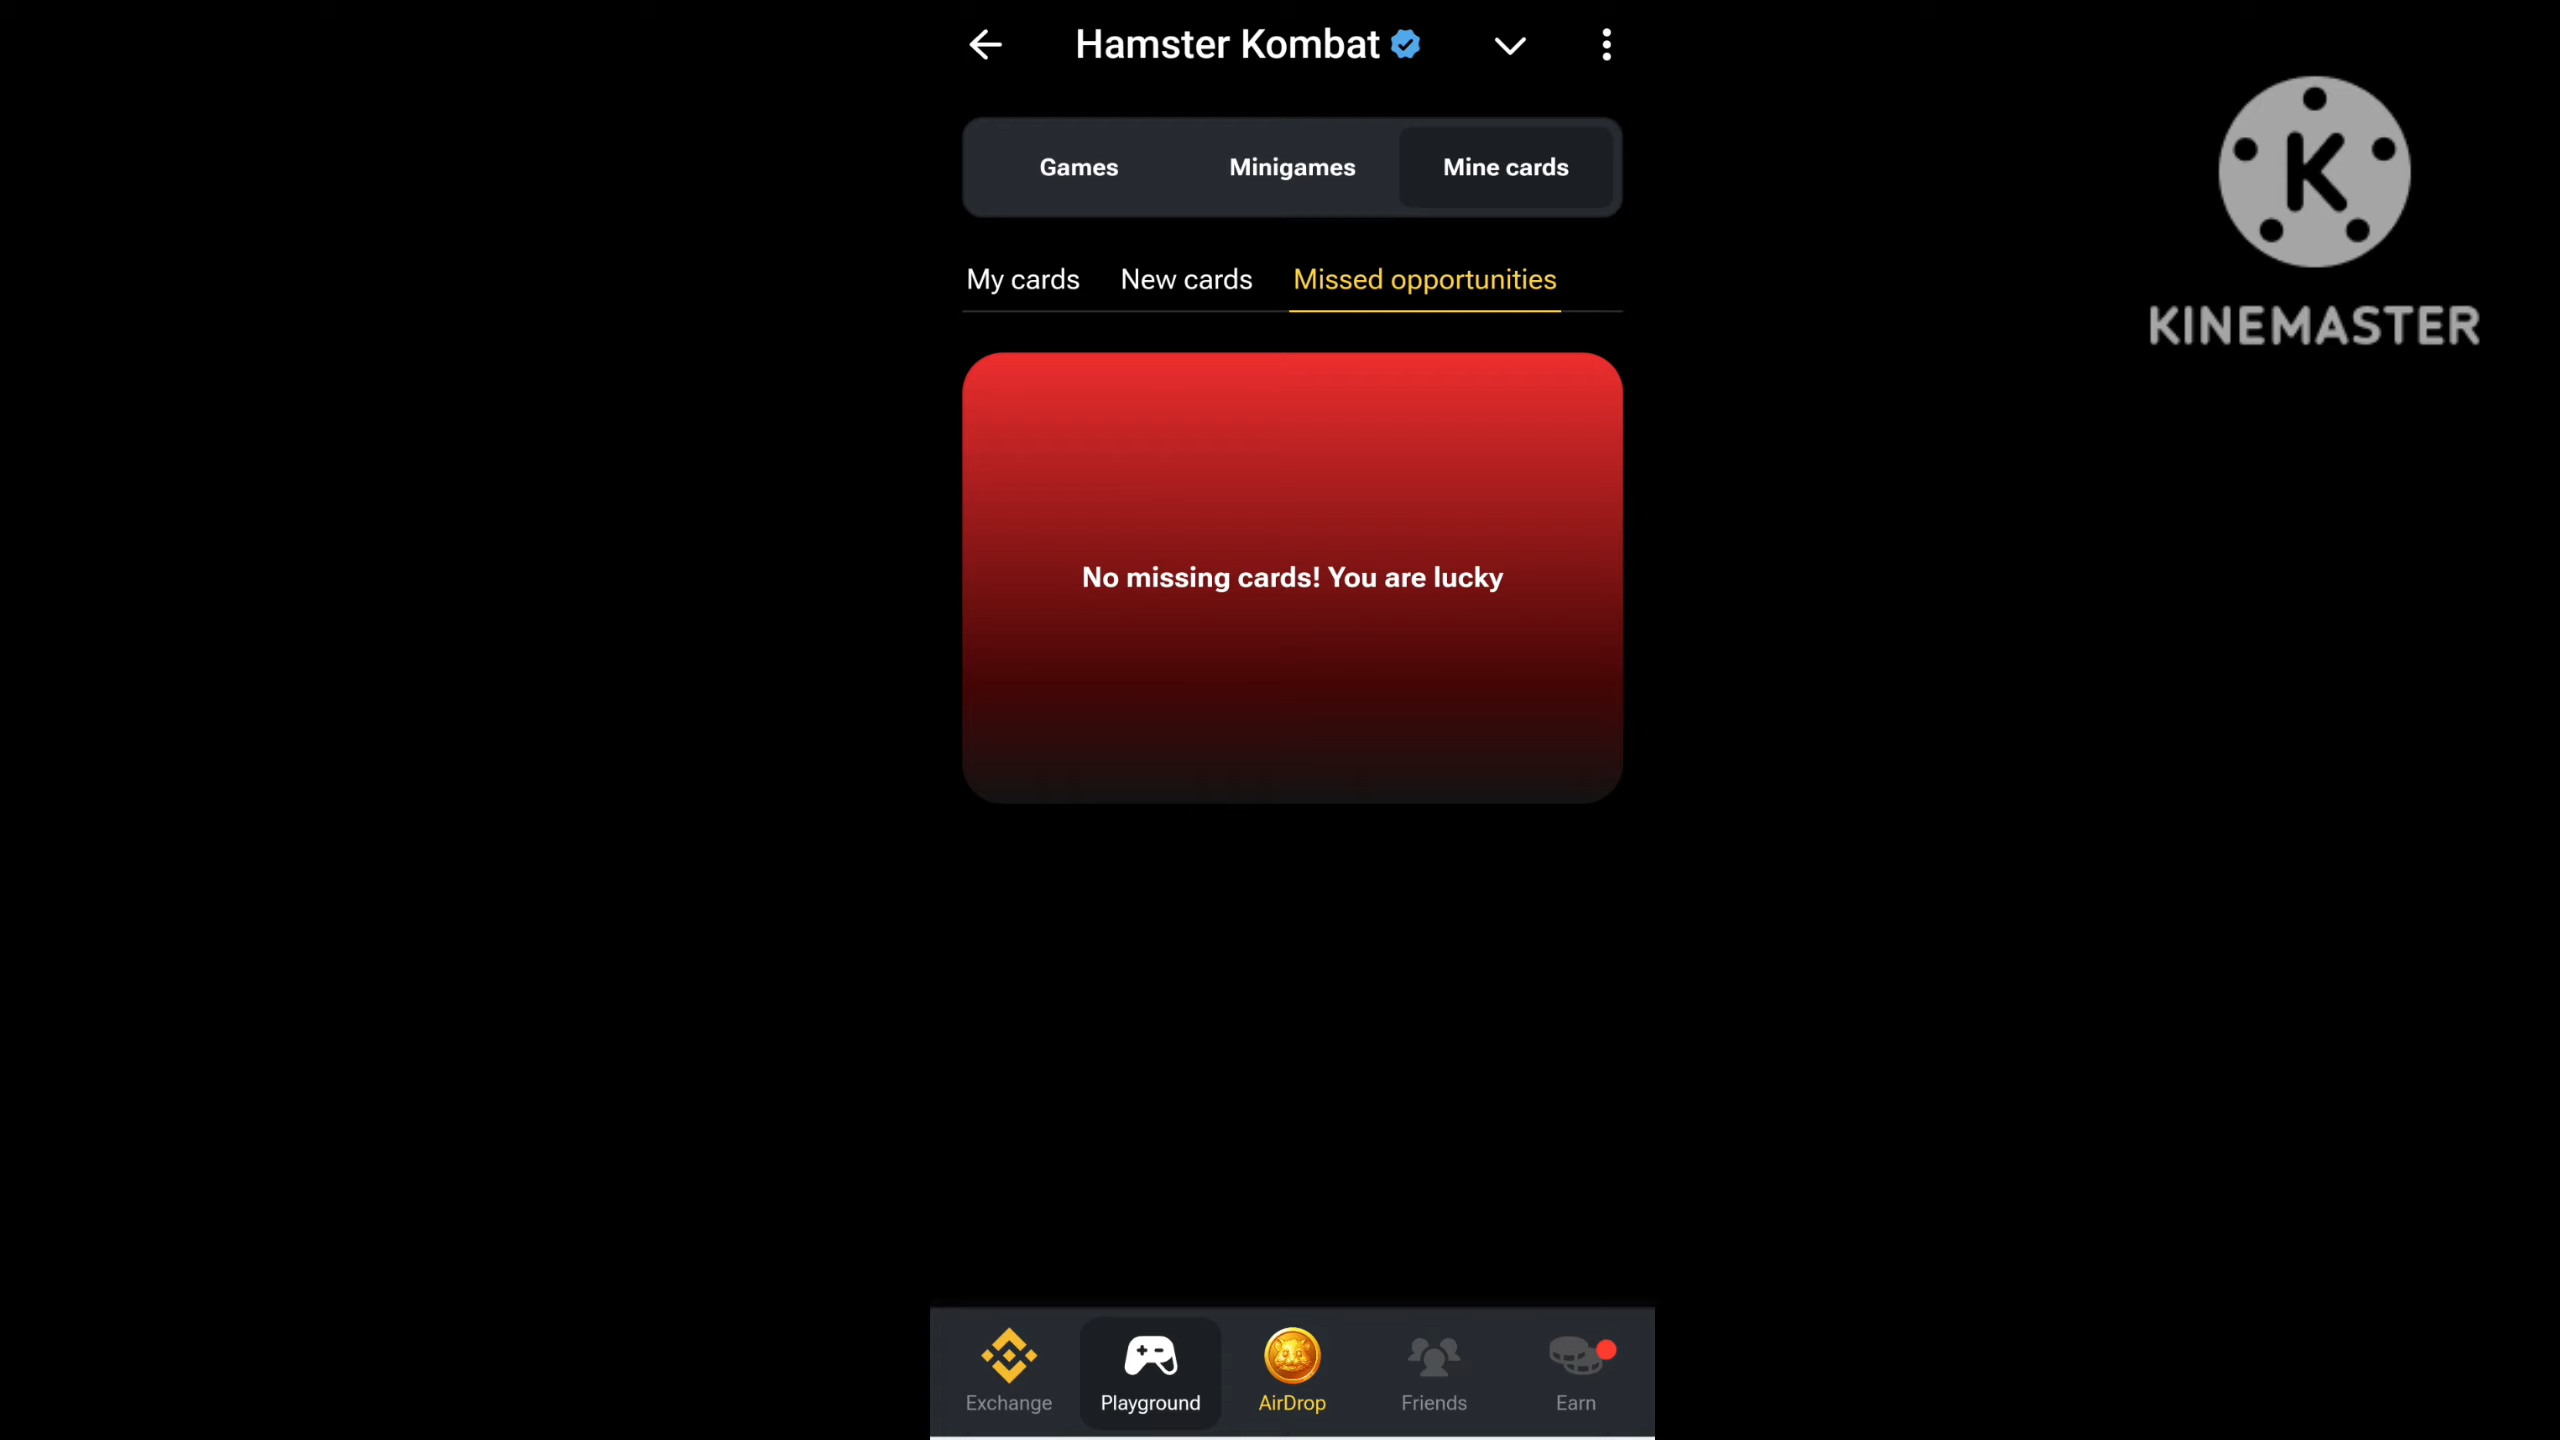 Hamster Kombat
Games Minigames Mine cards
My cards New cards Missed opportunities
No missing cards! You are lucky
Exchange Playground AirDrop Friends Earn
K
KINEMASTER